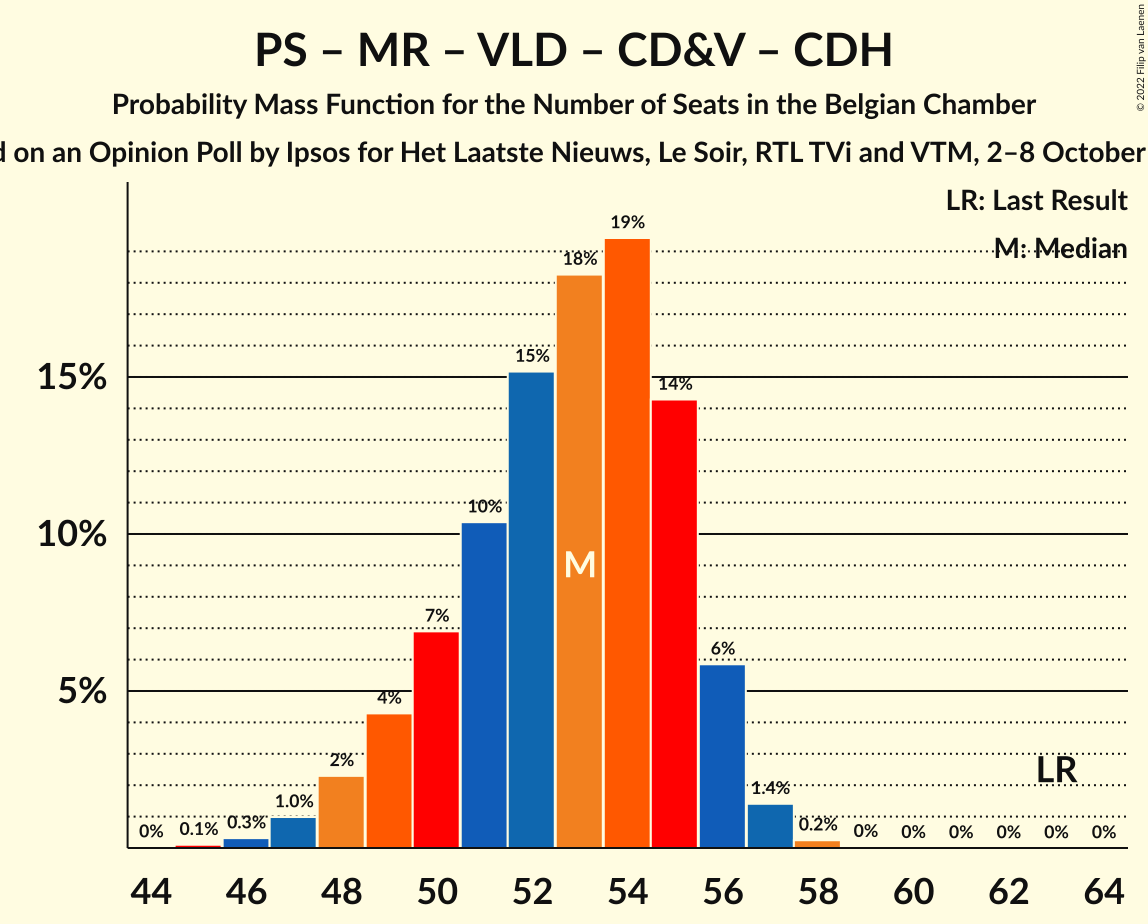 PS – MR – VLD – CD&V – CDH
Probability Mass Function for the Number of Seats in the Belgian Chamber
on an Opinion Poll by Ipsos for Het Laatste Nieuws, Le Soir, RTL TVi and VTM, 2–8 October
© 2022 Filip van Laenen
LR: Last Result
M: Median
19%
18%
15%
15%
14%
10%
10%
M
7%
6%
5%
4%
2%
LR
1.4%
1.0%
0% 0.1% 0.3% 0.2% 0% 0% 0% 0% 0% 0%
44 46 48 50 52 54 56 58 60 62 64